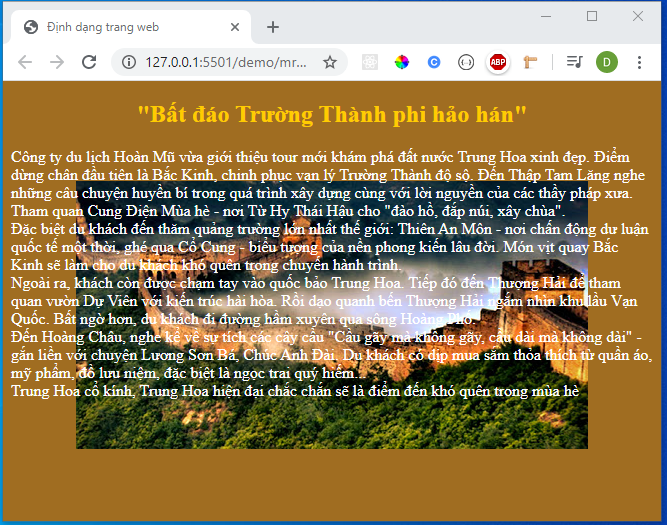 Định dạng trang web
127.0.0.1:5501/demo/mr...
ABP
D
"Bất đáo Trường Thành phi hảo hán"
Công ty du lịch Hoàn Mũ vừa giới thiệu tour mới khám phá đất nước Trung Hoa xinh đẹp. Điểm
dừng chân đầu tiên là Bắc Kinh, chinh phục vạn lý Trường Thành đồ sộ. Đến Thập Tam Lăng nghe
những câu chuyện huyền bí trong quá trình xây dựng cùng với lời nguyền của các thầy pháp xưa.
Tham quan Cung Điện Mùa hè - nơi Từ Hy Thái Hậu cho "đào hồ, đắp núi, xây chùa".
Đặc biệt du khách đến thăm quảng trường lớn nhất thế giới: Thiên An Môn - nơi chấn động dư luận
quốc tế một thời, ghé qua Cố Cung - biểu tượng của nền phong kiến lâu đời. Món vịt quay Bắc
Kinh sẽ làm cho du khách khó quên trong chuyến hành trình.
Ngoài ra, khách còn được chạm tay vào quốc bảo Trung Hoa. Tiếp đó đến Thượng Hải để tham
quan vườn Dự Viên với kiến trúc hài hòa. Rồi dạo quanh bến Thượng Hải ngắm nhìn khu lầu Vạn
Quốc. Bất ngờ hơn, du khách đi đường hầm xuyên qua sông Hoàng Phố.
Đến Hoàng Châu, nghe kể về sự tích các cây cầu "Cầu gãy mà không gãy, cầu dài mà không dài" -
gắn liền với chuyện Lương Sơn Bá, Chúc Anh Đài. Du khách có dịp mua sắm thỏa thích từ quần áo,
mỹ phẩm, đồ lưu niệm, đặc biệt là ngọc trai quý hiếm...
Trung Hoa cổ kính, Trung Hoa hiện đại chắc chắn sẽ là điểm đến khó quên trong mùa hè